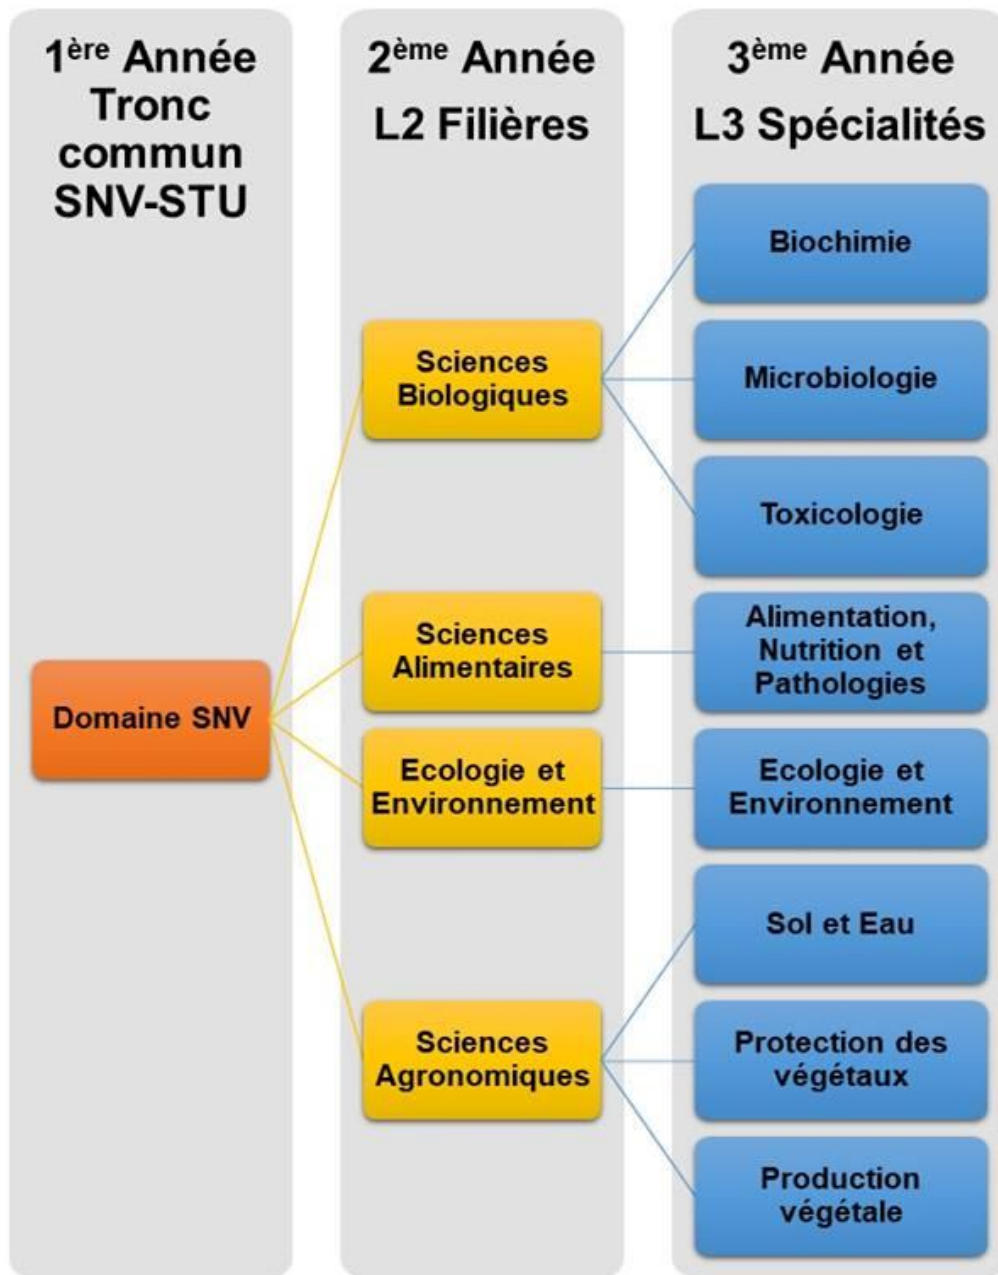 1ère Année
Tronc
commun
SNV-STU
2ème Année
L2 Filières
3ème Année
L3 Spécialités
Domaine SNV
Sciences
Biologiques
Sciences
Alimentaires
Ecologie et
Environnement
Sciences
Agronomiques
Biochimie
Microbiologie
Toxicologie
Alimentation,
Nutrition et
Pathologies
Ecologie et
Environnement
Sol et Eau
Protection des
végétaux
Production
végétale